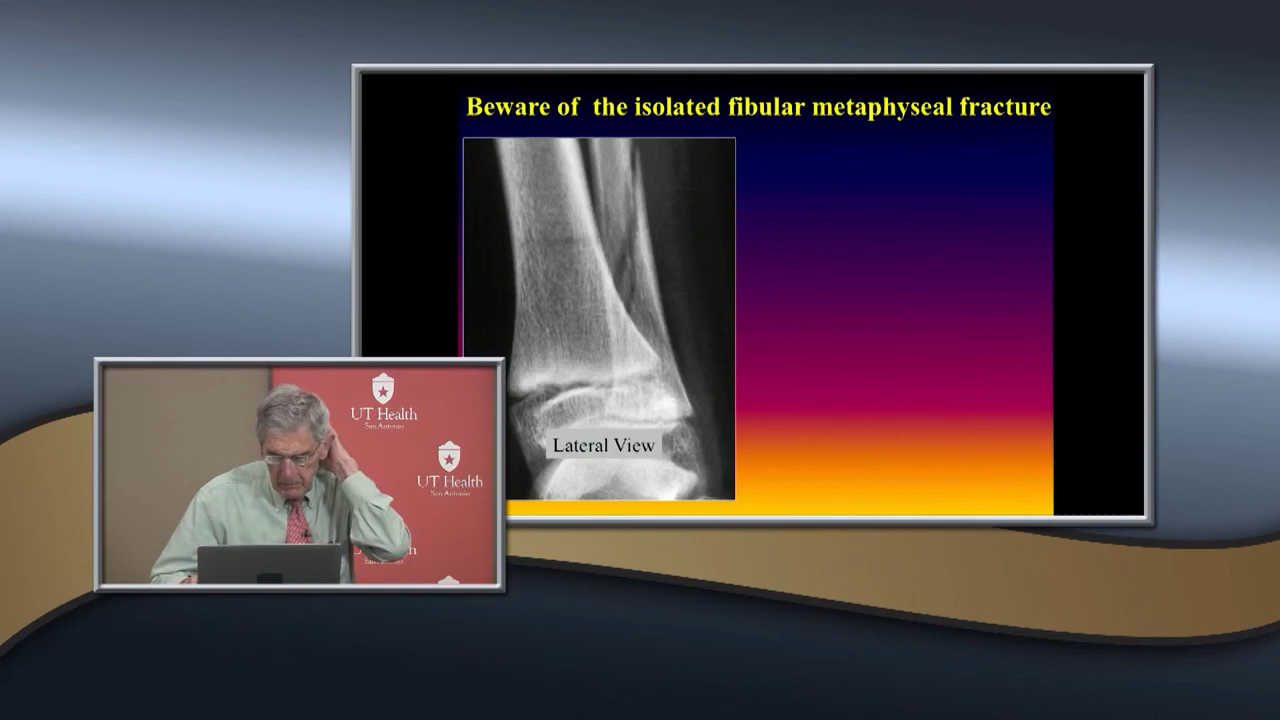 Beware of the isolated fibular metaphyseal fracture
Lateral View
UT Health
San Antonio
UT Health
San Antonio